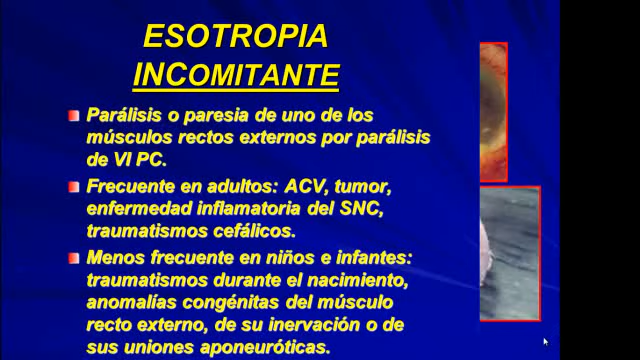 ESOTROPIA
INCOMITANTE
Parálisis o paresia de uno de los
músculos rectos externos por parálisis
de VI PC.
Frecuente en adultos: ACV, tumor,
enfermedad inflamatoria del SNC,
traumatismos cefálicos.
Menos frecuente en niños e infantes:
traumatismos durante el nacimiento,
anomalías congénitas del músculo
recto externo, de su inervación o de
sus uniones aponeuróticas.